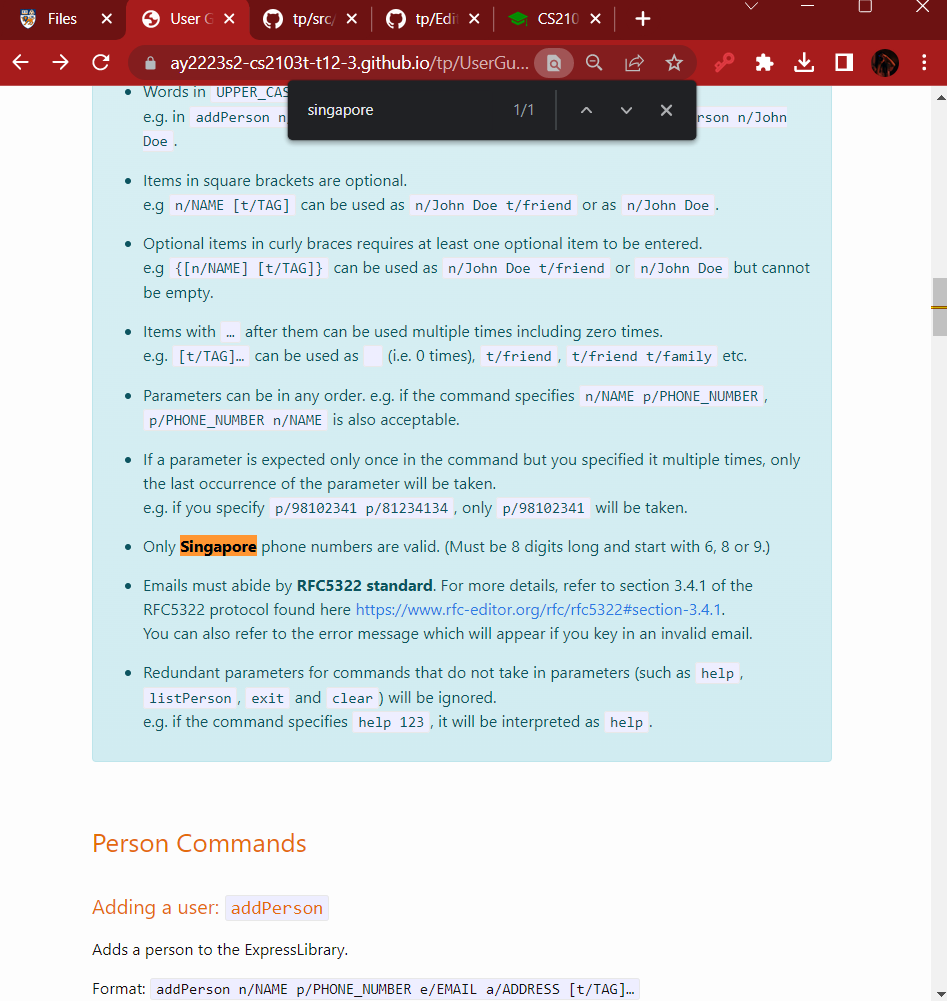 Files
User G
tp/src/
tp/Edi
CS210
ay2223s2-cs2103t-t12-3.github.io/tp/UserGu...
singapore 1/1
Words in UPPER_CAS
e.g. in addPerson n rson n/John
Doe .
Items in square brackets are optional.
e.g n/NAME [t/TAG] can be used as n/John Doe t/friend or as n/John Doe .
Optional items in curly braces requires at least one optional item to be entered.
e.g {[n/NAME] [t/TAG]} can be used as n/John Doe t/friend or n/John Doe but cannot
be empty.
Items with … after them can be used multiple times including zero times.
e.g. [t/TAG]… can be used as (i.e. 0 times), t/friend , t/friend t/family etc.
Parameters can be in any order. e.g. if the command specifies n/NAME p/PHONE_NUMBER ,
p/PHONE_NUMBER n/NAME is also acceptable.
If a parameter is expected only once in the command but you specified it multiple times, only
the last occurrence of the parameter will be taken.
e.g. if you specify p/98102341 p/81234134 , only p/98102341 will be taken.
Only Singapore phone numbers are valid. (Must be 8 digits long and start with 6, 8 or 9.)
Emails must abide by RFC5322 standard. For more details, refer to section 3.4.1 of the
RFC5322 protocol found here https://www.rfc-editor.org/rfc/rfc5322#section-3.4.1.
You can also refer to the error message which will appear if you key in an invalid email.
Redundant parameters for commands that do not take in parameters (such as help ,
listPerson , exit and clear ) will be ignored.
e.g. if the command specifies help 123 , it will be interpreted as help .
Person Commands
Adding a user: addPerson
Adds a person to the ExpressLibrary.
Format: addPerson n/NAME p/PHONE_NUMBER e/EMAIL a/ADDRESS [t/TAG]…